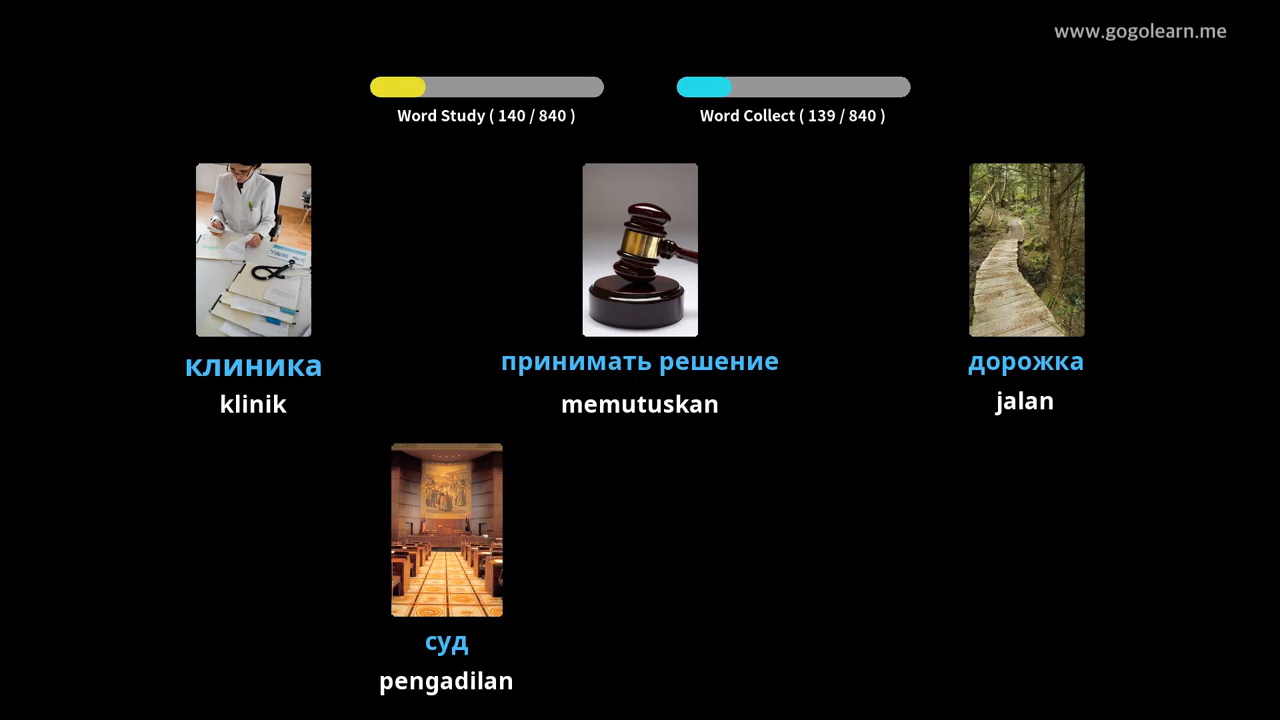 www.gogolearn.me
Word Study ( 140 / 840 )
Word Collect ( 139 / 840 )
клиника
klinik
принимать решение
memutuskan
дорожка
jalan
суд
pengadilan